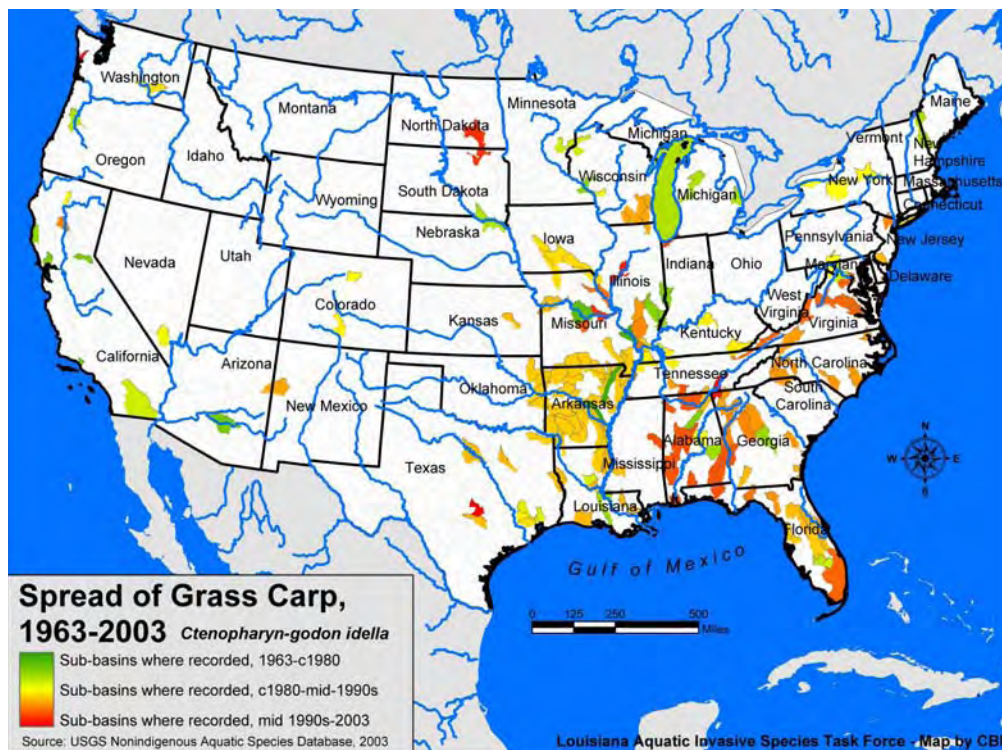 Washington
Montana
North Dakota
Minnesota
Michigan
Maine
Vermont
New
Hampshire
Massachusetts
Connecticut
New York
Oregon
Idaho
Wyoming
South Dakota
Wisconsin
Michigan
Nebraska
Iowa
Pennsylvania
New Jersey
Nevada
Utah
Colorado
Kansas
Missouri
Illinois
Indiana
Ohio
Maryland
Delaware
West
Virginia
Virginia
Kentucky
California
Arizona
New Mexico
Oklahoma
Arkansas
Tennessee
North Carolina
South
Carolina
Texas
Mississippi
Alabama
Georgia
Louisiana
Florida
N
W
E
S
Gulf of Mexico
0 125 250 500
Miles
Spread of Grass Carp,
1963-2003 Ctenopharyn-godon idella
Sub-basins where recorded, 1963-c1980
Sub-basins where recorded, c1980-mid-1990s
Sub-basins where recorded, mid 1990s-2003
Source: USGS Nonindigenous Aquatic Species Database, 2003
Louisiana Aquatic Invasive Species Task Force - Map by CB